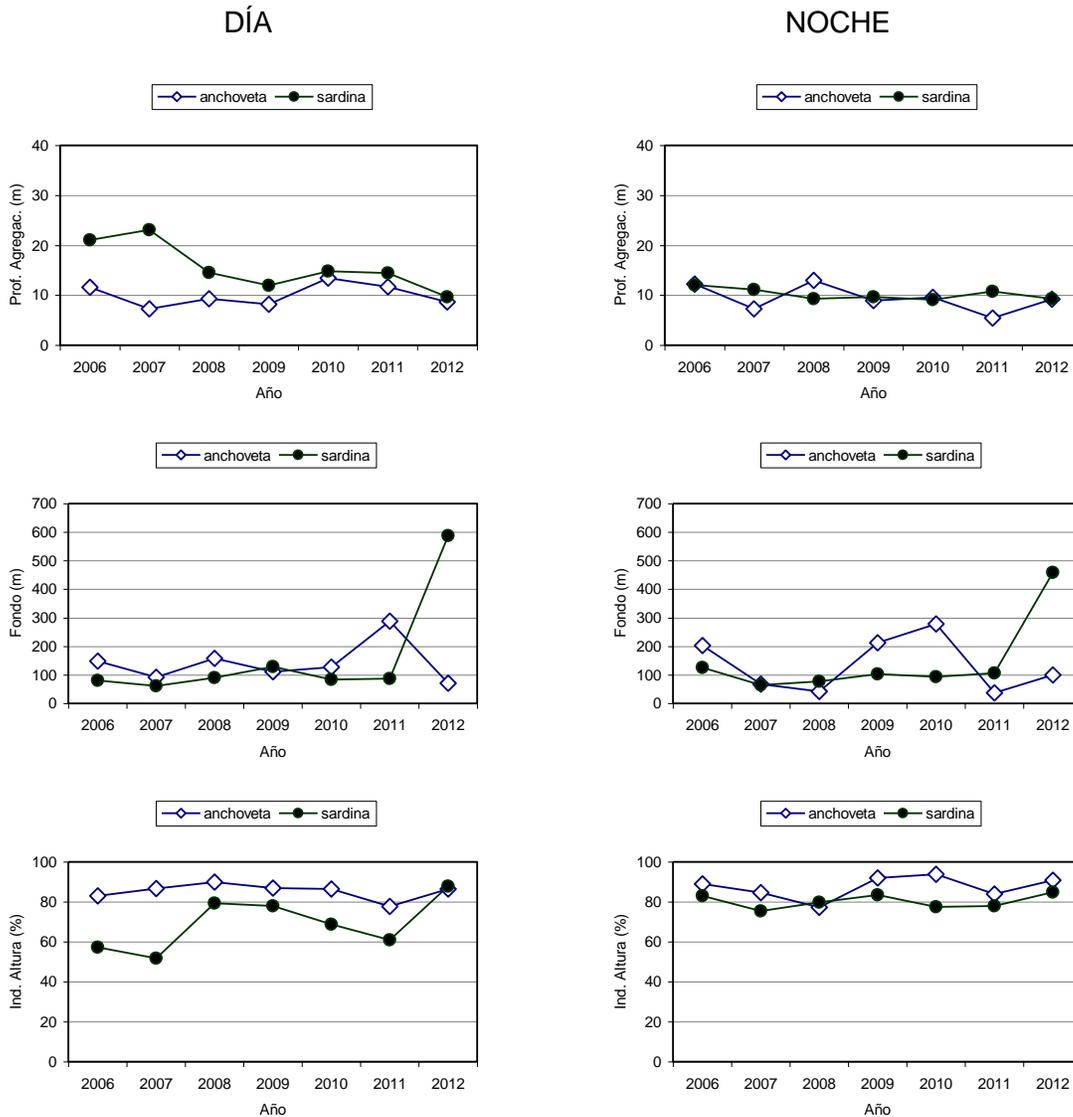 DÍA
NOCHE
anchoveta sardina
anchoveta sardina
Prof. Agregac. (m)
40
30
20
10
0
2006 2007 2008 2009 2010 2011 2012
Año
Prof. Agregac. (m)
40
30
20
10
0
2006 2007 2008 2009 2010 2011 2012
Año
anchoveta sardina
anchoveta sardina
Fondo (m)
700
600
500
400
300
200
100
0
2006 2007 2008 2009 2010 2011 2012
Año
Fondo (m)
700
600
500
400
300
200
100
0
2006 2007 2008 2009 2010 2011 2012
Año
anchoveta sardina
anchoveta sardina
Ind. Altura (%)
100
80
60
40
20
0
2006 2007 2008 2009 2010 2011 2012
Año
Ind. Altura (%)
100
80
60
40
20
0
2006 2007 2008 2009 2010 2011 2012
Año